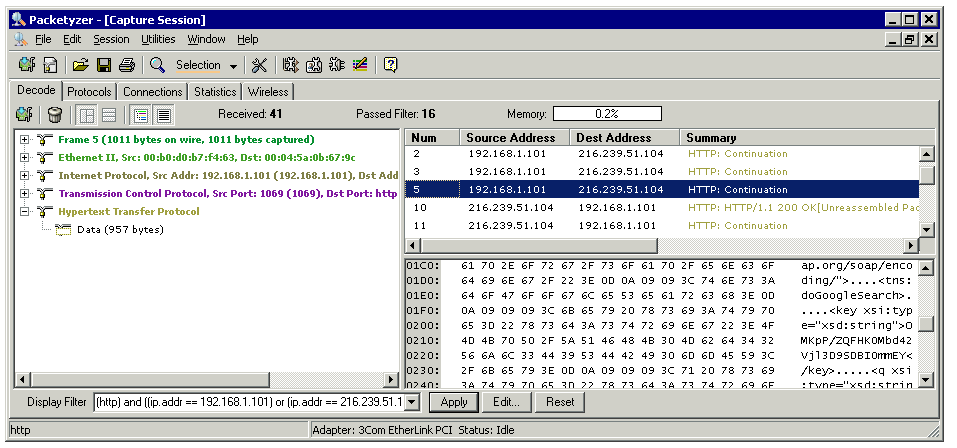 Packetyzer - [Capture Session]
File Edit Session Utilities Window Help
Selection
Decode Protocols Connections Statistics Wireless
Received: 41 Passed Filter: 16 Memory: 0.2%
Frame 5 (1011 bytes on wire, 1011 bytes captured)
Ethernet II, Src: 00:b0:d0:b7:f4:63, Dst: 00:04:5a:0b:67:9c
Internet Protocol, Src Addr: 192.168.1.101 (192.168.1.101), Dst Add
Transmission Control Protocol, Src Port: 1069 (1069), Dst Port: http
Hypertext Transfer Protocol
Data (957 bytes)
Num Source Address Dest Address Summary
2 192.168.1.101 216.239.51.104 HTTP: Continuation
3 192.168.1.101 216.239.51.104 HTTP: Continuation
5 192.168.1.101 216.239.51.104 HTTP: Continuation
10 216.239.51.104 192.168.1.101 HTTP: HTTP/1.1 200 OK[Unreassembled Pac
11 216.239.51.104 192.168.1.101 HTTP: Continuation
01C0: 61 70 2E 6F 72 67 2F 73 6F 61 70 2F 65 6E 63 6F ap.org/soap/enco
01D0: 64 69 6E 67 2F 22 3E 0D 0A 09 09 3C 74 6E 73 3A ding/">....<tns:
01E0: 64 6F 47 6F 6F 67 6C 65 53 65 61 72 63 68 3E 0D doGoogleSearch>.
01F0: 0A 09 09 09 3C 6B 65 79 20 78 73 69 3A 74 79 70 ....<key xsi:typ
0200: 65 3D 22 78 73 64 3A 73 74 72 69 6E 67 22 3E 4F e="xsd:string">O
0210: 4D 4B 70 50 2F 5A 51 46 48 4B 30 4D 62 64 34 32 MKpP/ZQFHK0Mbd42
0220: 56 6A 6C 33 44 39 53 44 42 49 30 6D 6D 45 59 3C Vjl3D9SDBI0mmEY<
0230: 2F 6B 65 79 3E 0D 0A 09 09 09 3C 71 20 78 73 69 /key>.....<q xsi
0240: 3A 74 79 70 65 3D 22 78 73 64 3A 73 74 72 69 6E :type="xsd:strin
Display Filter (http) and ((ip.addr == 192.168.1.101) or (ip.addr == 216.239.51.1 Apply Edit... Reset
http Adapter: 3Com EtherLink PCI Status: Idle